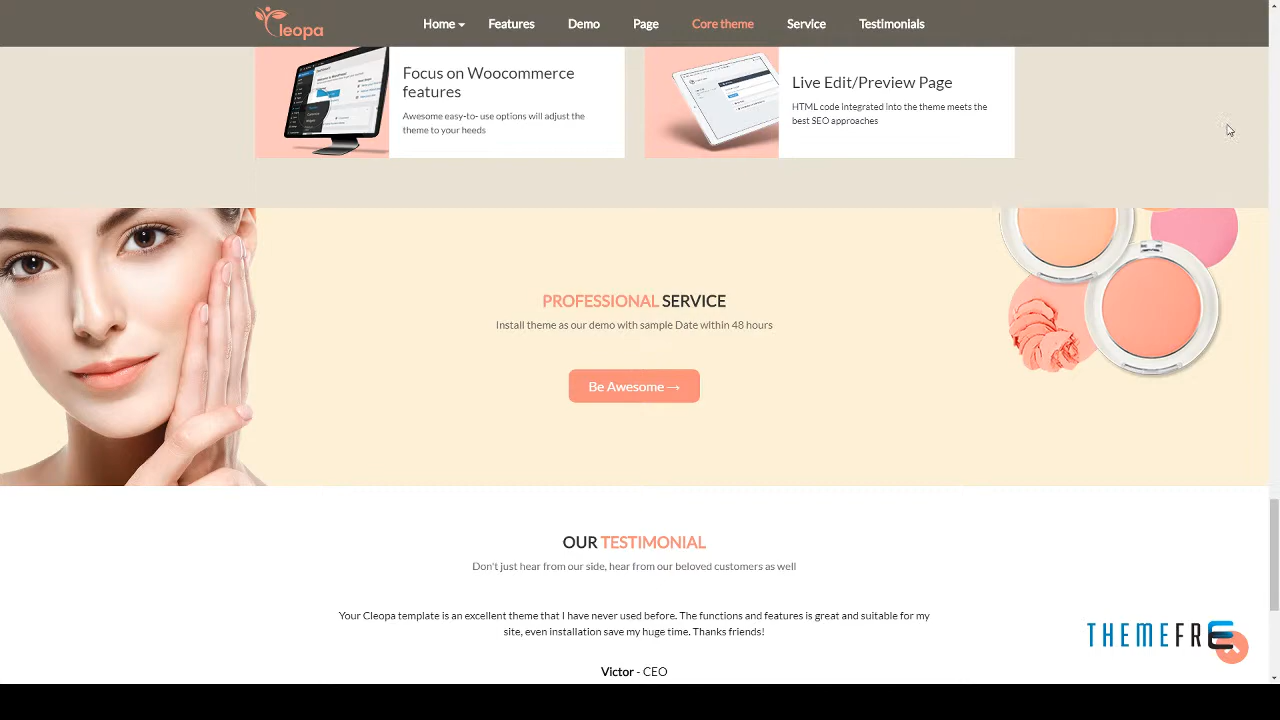 Cleopa
Home Features Demo Page Core theme Service Testimonials
Focus on Woocommerce
features
Awesome easy-to- use options will adjust the
theme to your needs
Live Edit/Preview Page
HTML code integrated into the theme meets the
best SEO approaches
PROFESSIONAL SERVICE
Install theme as our demo with sample Date within 48 hours
Be Awesome →
OUR TESTIMONIAL
Don't just hear from our side, hear from our beloved customers as well
Your Cleopa template is an excellent theme that I have never used before. The functions and features is great and suitable for my
site, even installation save my huge time. Thanks friends!
Victor - CEO
THEMEFRE